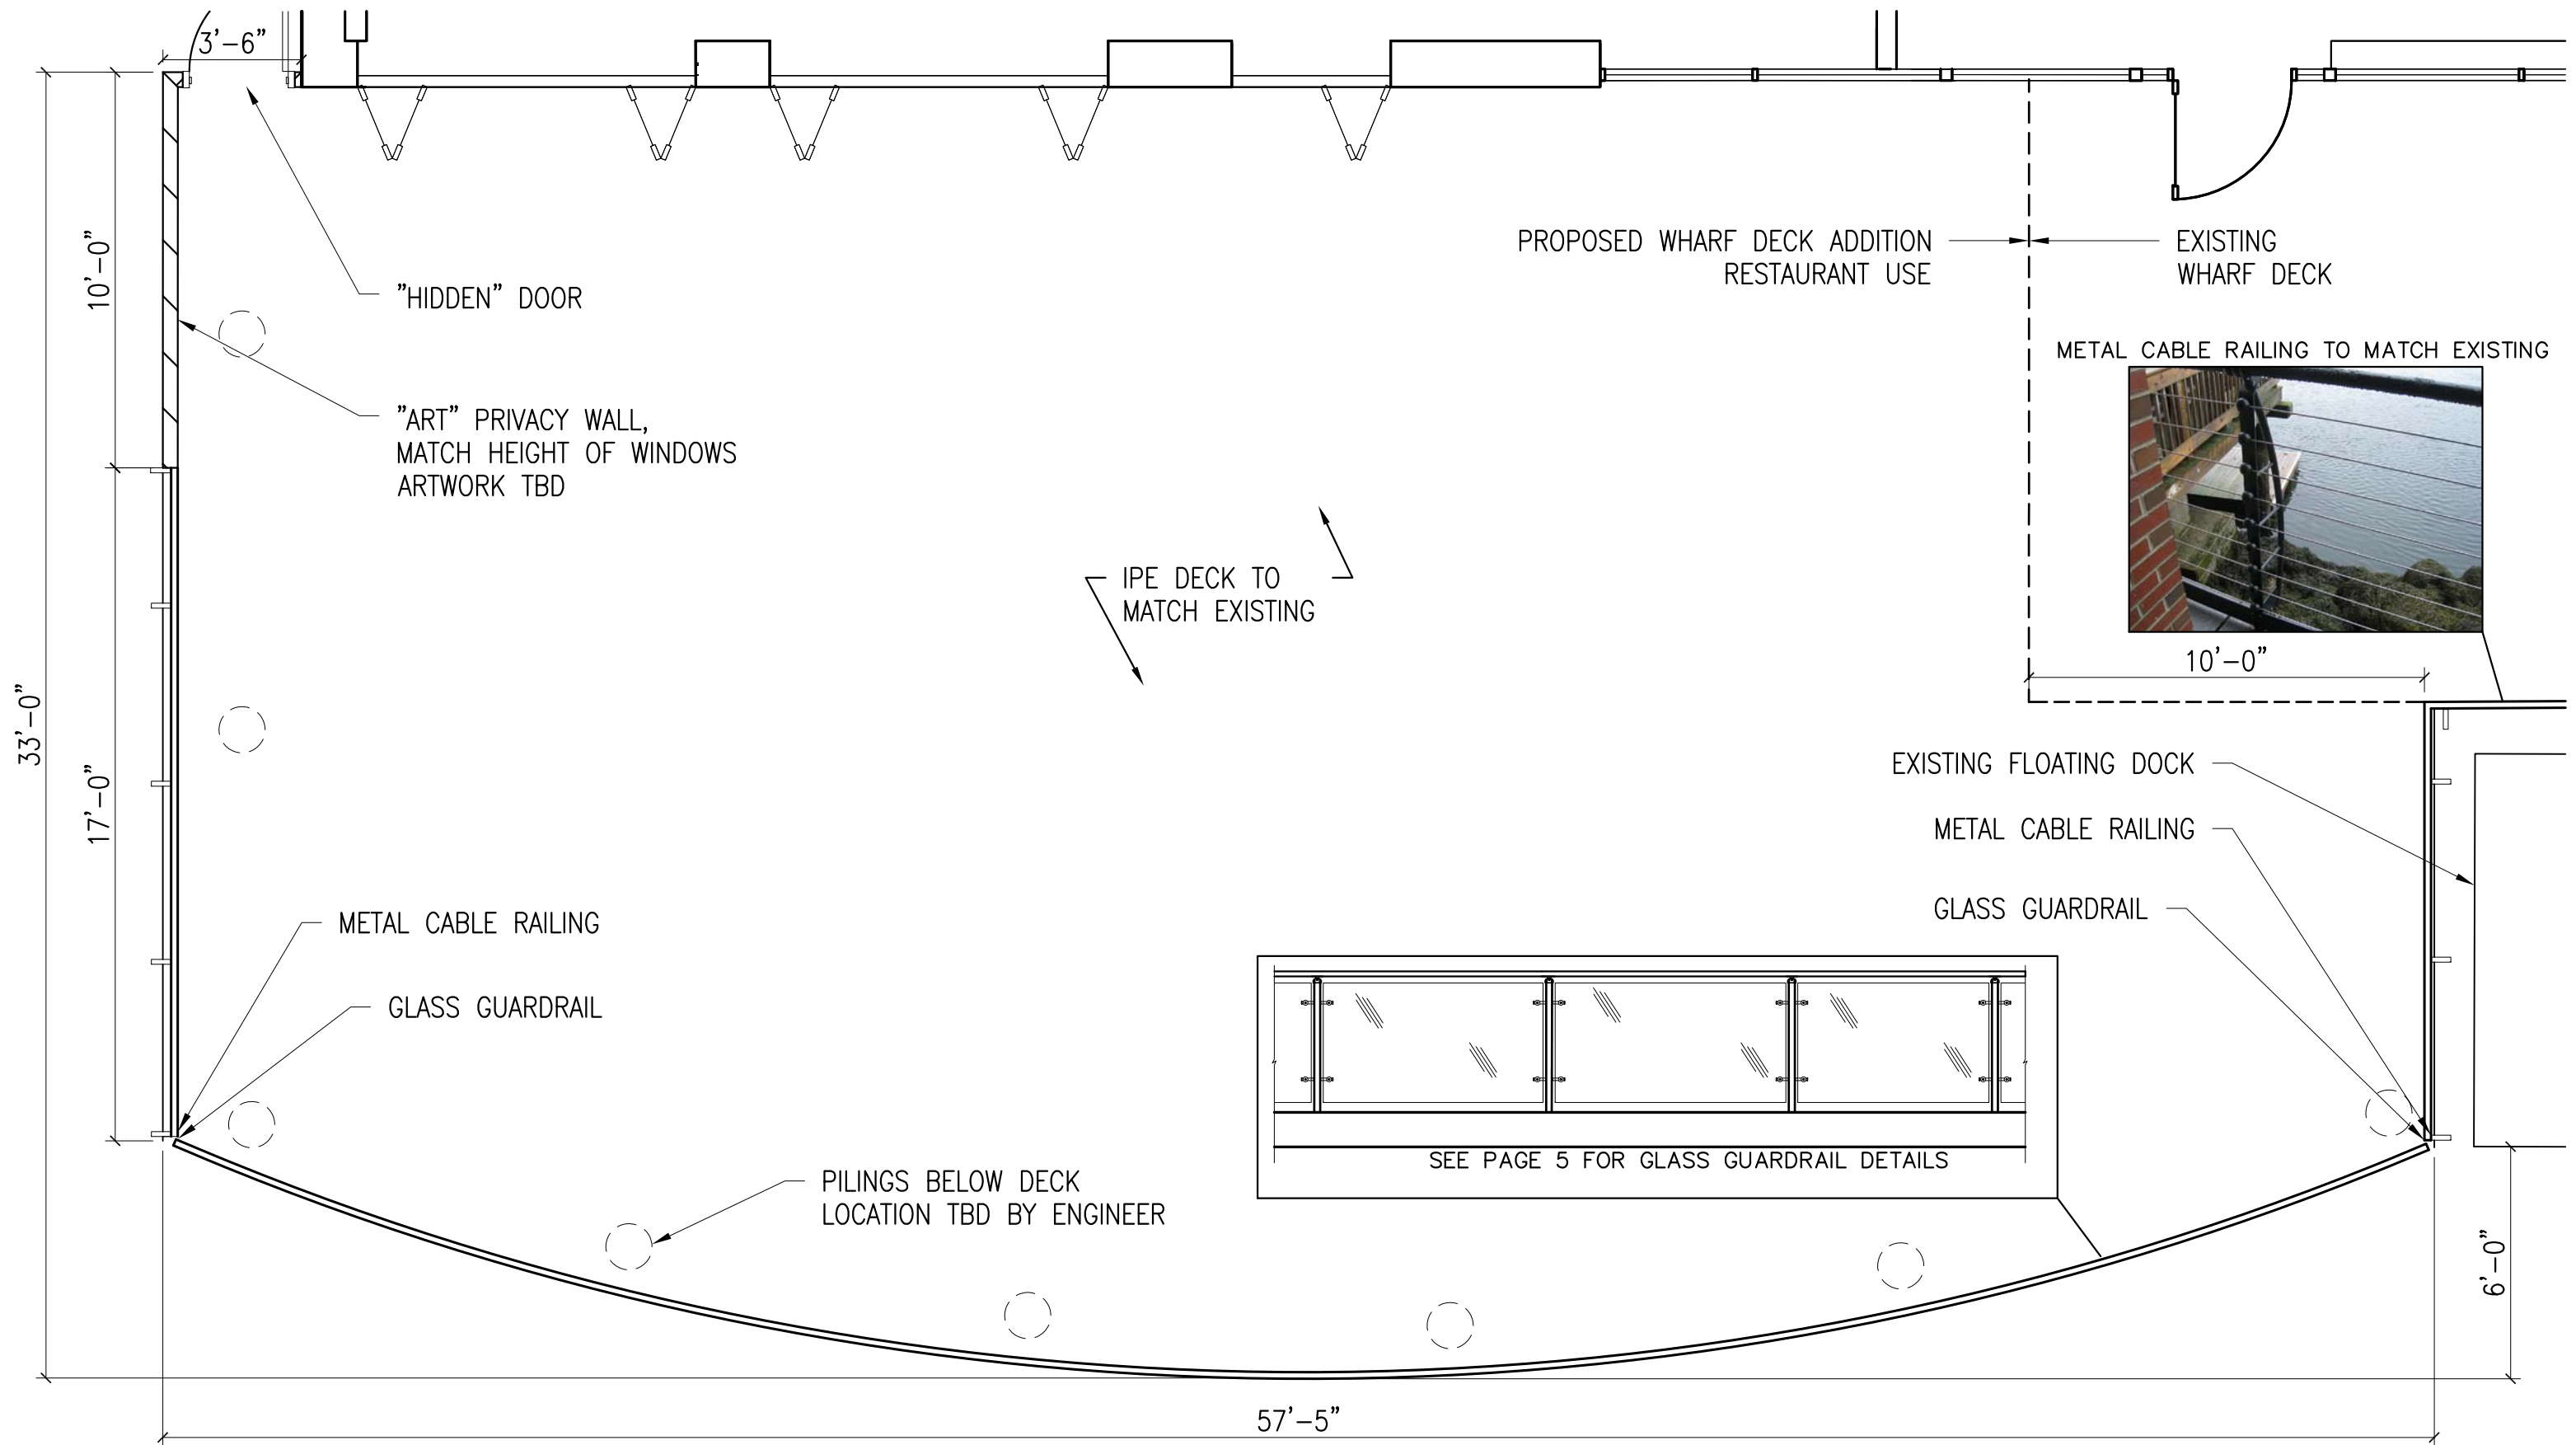 3’-6”
10’-0”
”HIDDEN” DOOR
PROPOSED WHARF DECK ADDITION
RESTAURANT USE
EXISTING
WHARF DECK
METAL CABLE RAILING TO MATCH EXISTING
”ART” PRIVACY WALL,
MATCH HEIGHT OF WINDOWS
ARTWORK TBD
IPE DECK TO
MATCH EXISTING
10’-0”
33’-0”
17’-0”
EXISTING FLOATING DOCK
METAL CABLE RAILING
GLASS GUARDRAIL
METAL CABLE RAILING
GLASS GUARDRAIL
SEE PAGE 5 FOR GLASS GUARDRAIL DETAILS
PILINGS BELOW DECK
LOCATION TBD BY ENGINEER
6’-0”
57’-5”